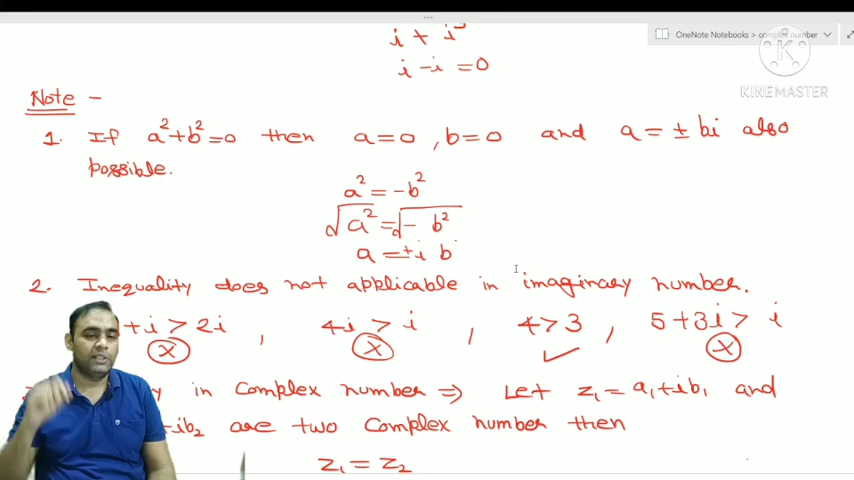 i + i³
i - i = 0
OneNote Notebooks › complex number
KINEMASTER
Note -
1. If a²+b²=0 then a=0, b=0 and a = ± bi also
possible.
a² = -b²
√a² = √- b²
a = ±i b
2. Inequality does not applicable in imaginary number.
+i > 2i , 4i > i , 4 > 3 , 5+3i > i
in Complex number ⇒ Let z₁ = a₁+ib₁ and
+ib₂ are two Complex number then
z₁ = z₂